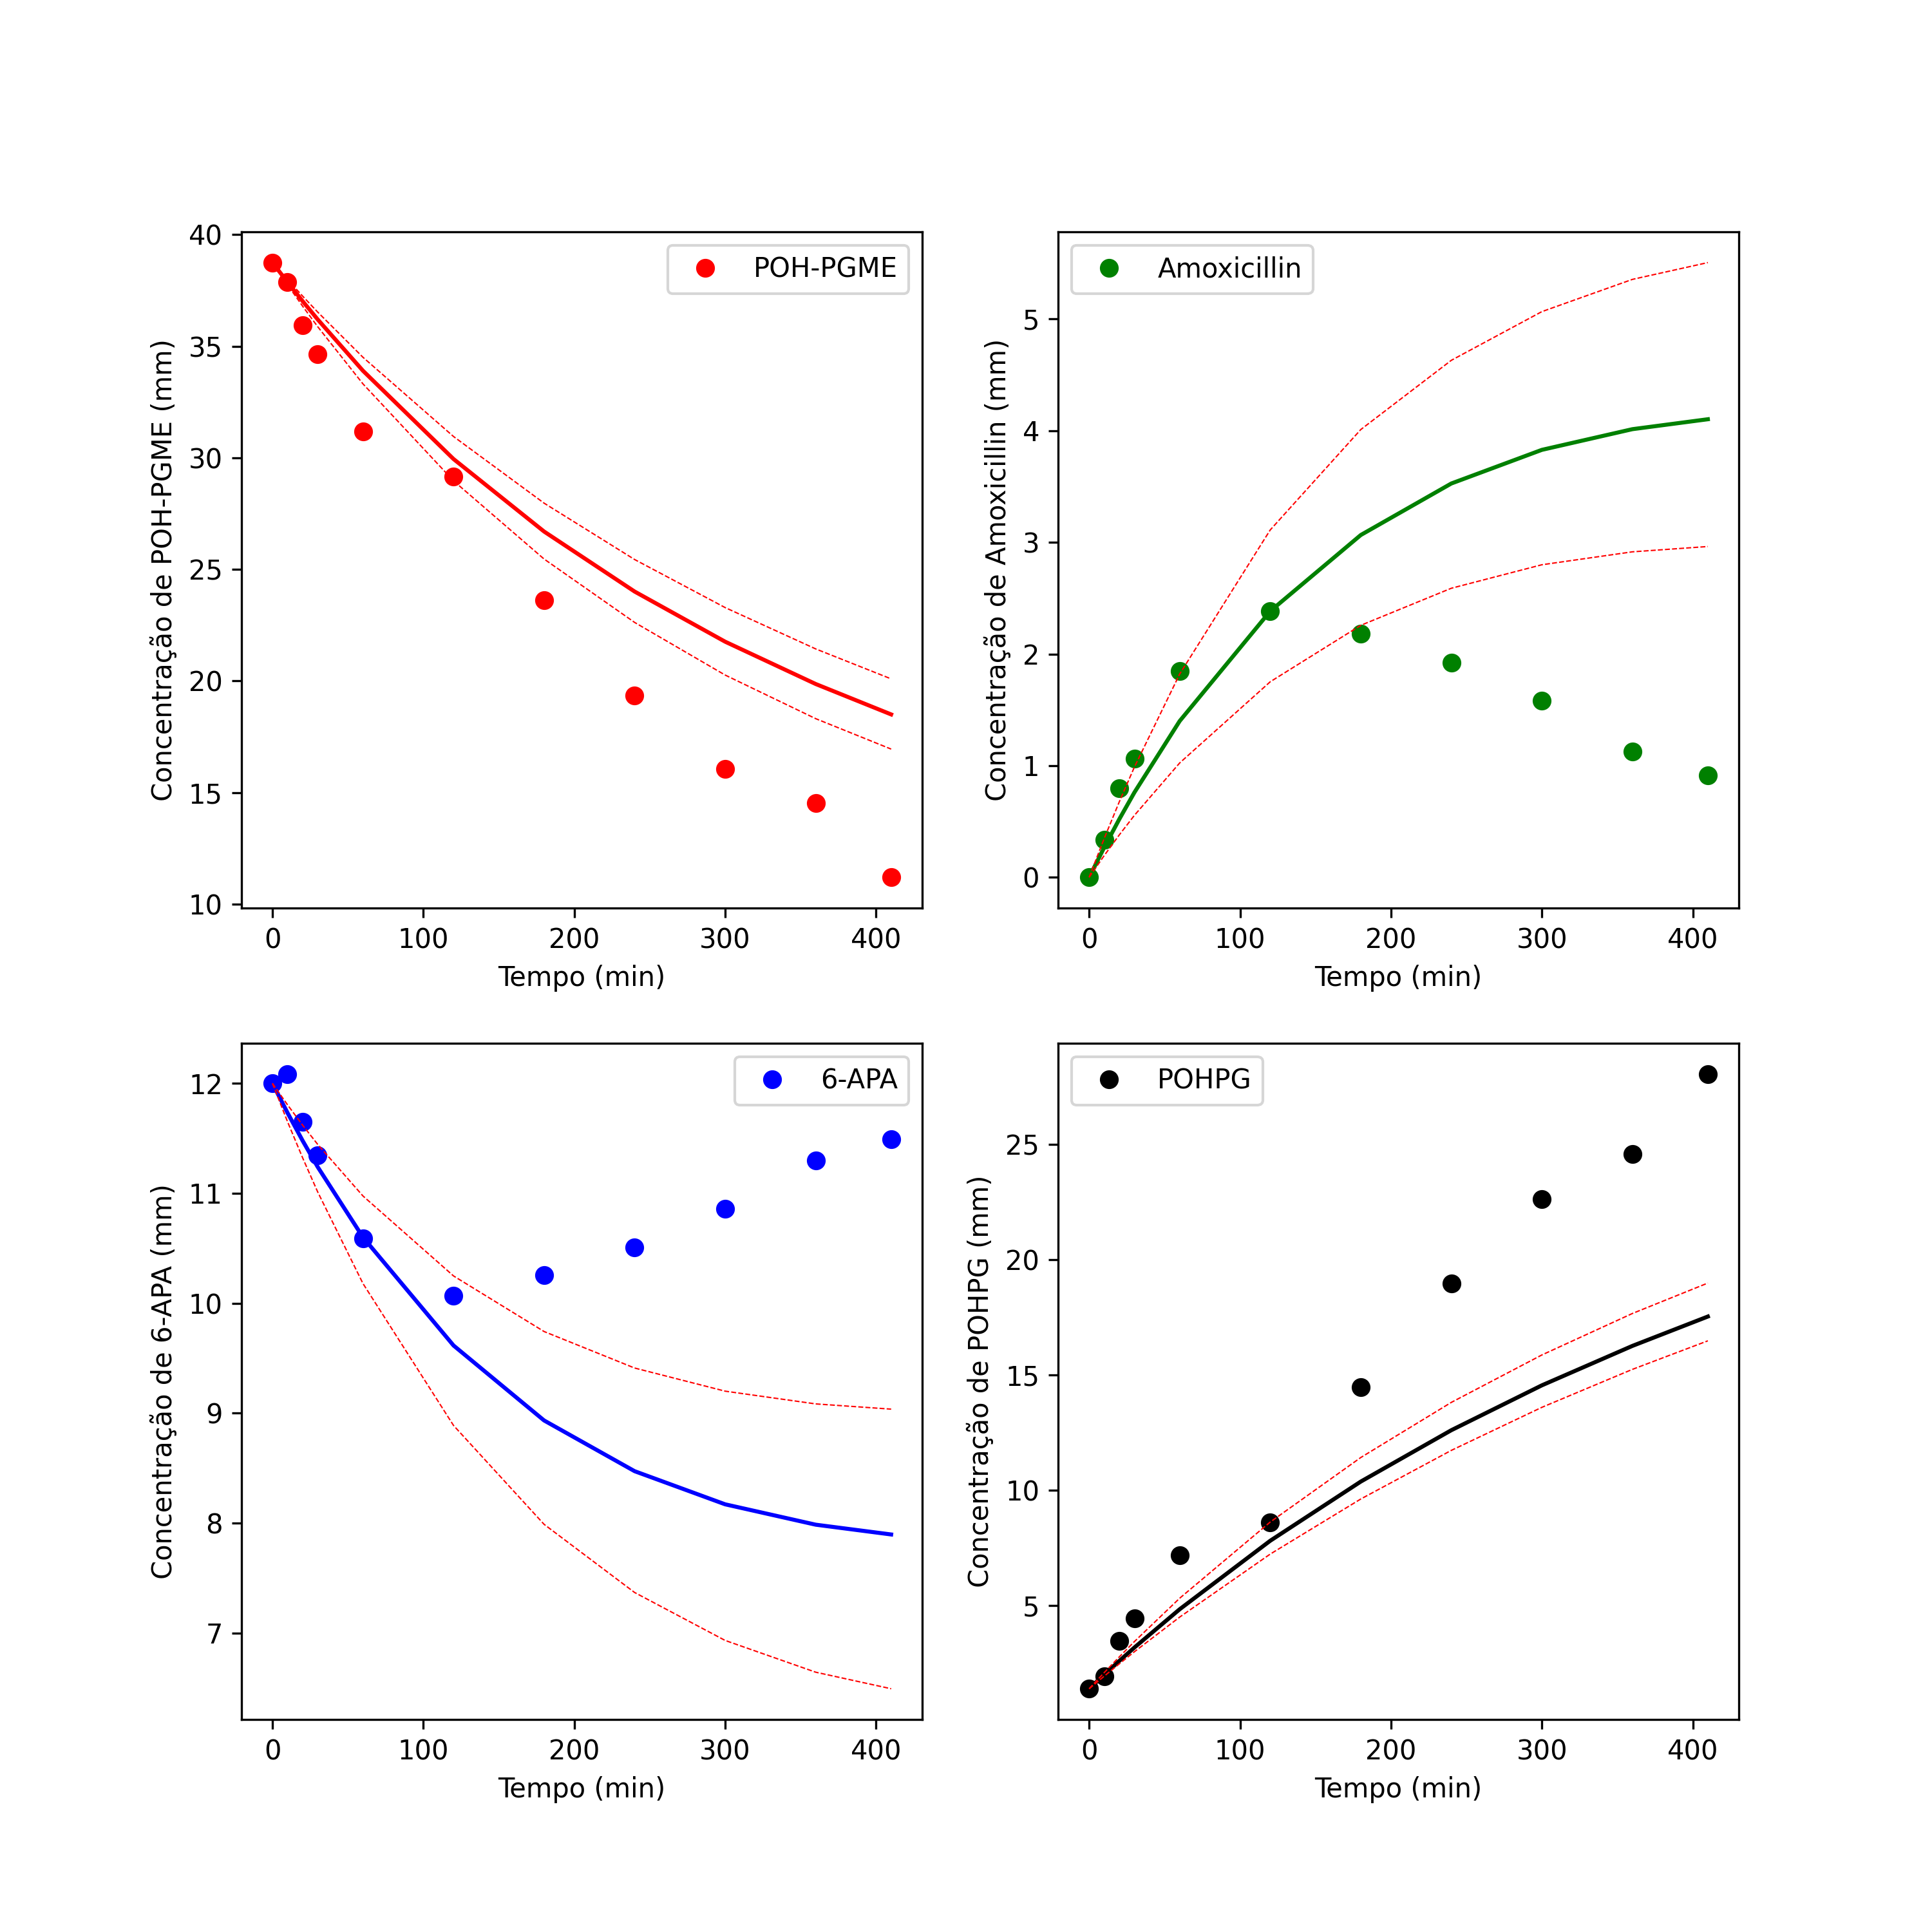 POH-PGME
Concentração de POH-PGME (mm)
40
35
30
25
20
15
10
0 100 200 300 400
Tempo (min)
Amoxicillin
Concentração de Amoxicillin (mm)
5
4
3
2
1
0
0 100 200 300 400
Tempo (min)
6-APA
Concentração de 6-APA (mm)
12
11
10
9
8
7
0 100 200 300 400
Tempo (min)
POHPG
Concentração de POHPG (mm)
25
20
15
10
5
0 100 200 300 400
Tempo (min)